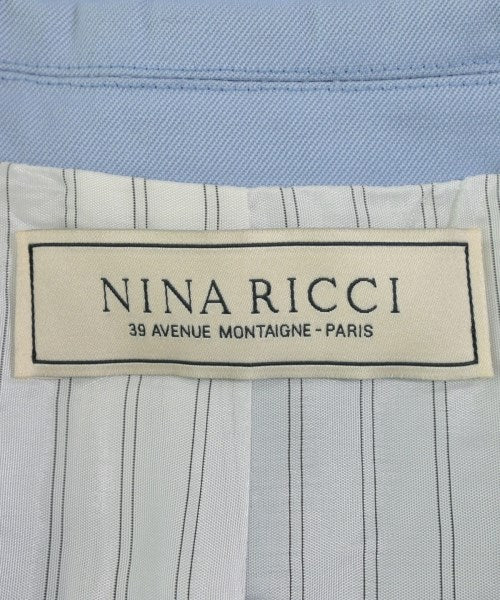 NINA RICCI
39 AVENUE MONTAIGNE - PARIS